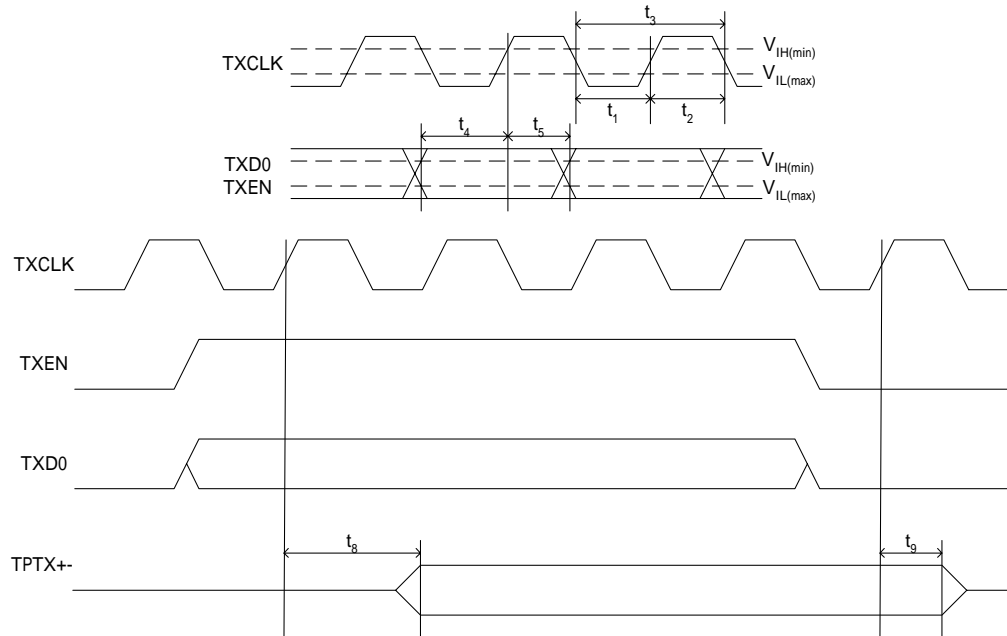 t3
TXCLK
VIH(min)
VIL(max)
t1
t2
t4
t5
TXD0
TXEN
VIH(min)
VIL(max)
TXCLK
TXEN
TXD0
t8
t9
TPTX+-